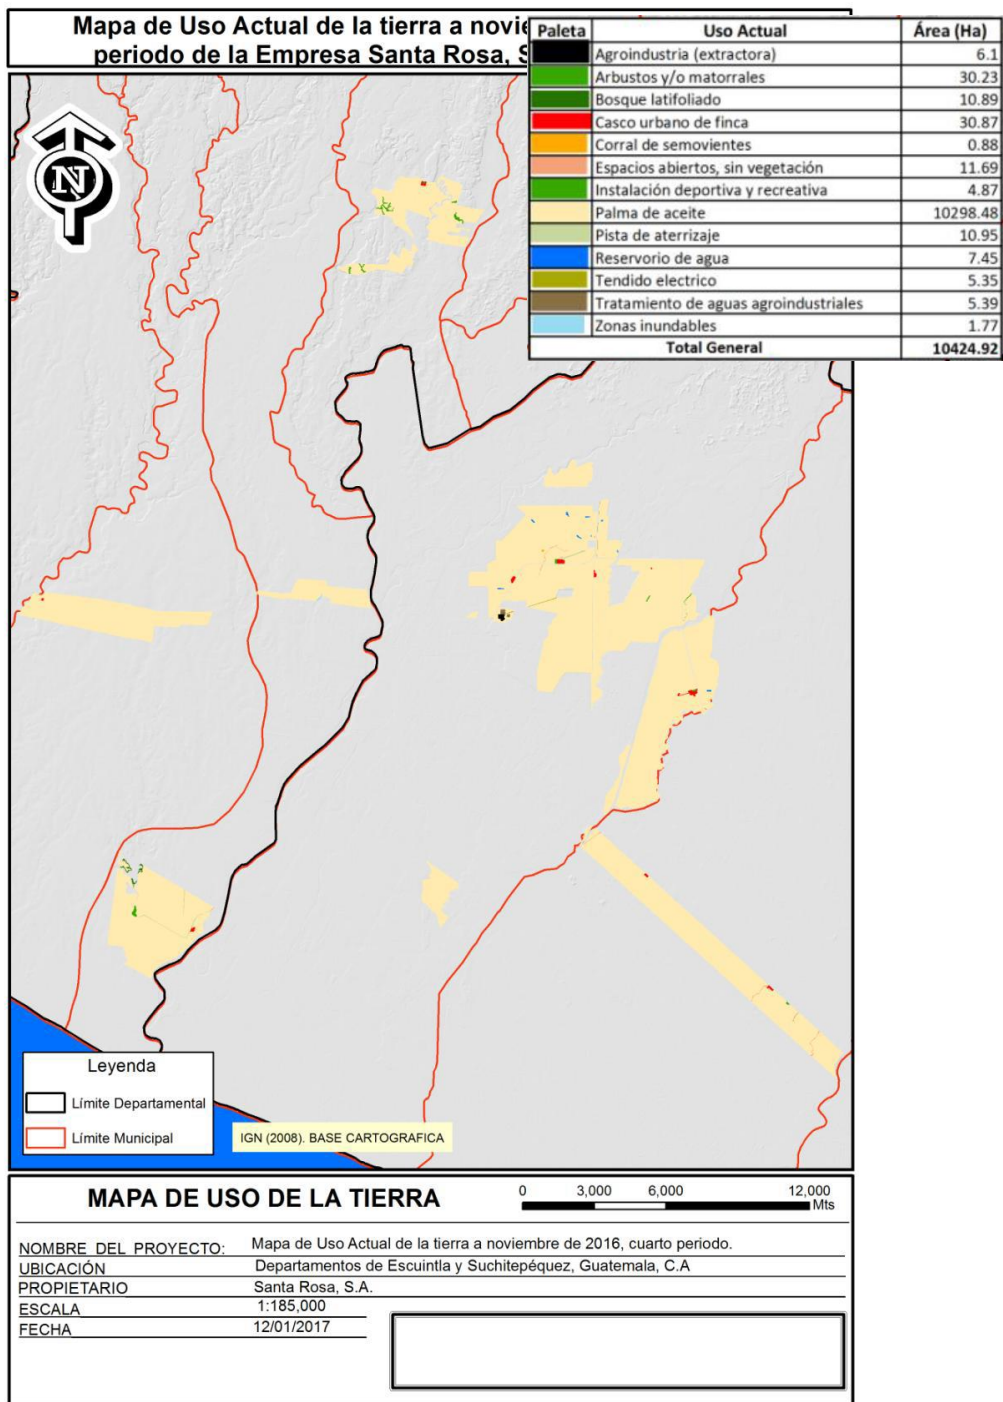 Mapa de Uso Actual de la tierra a
periodo de la Empresa Santa Rosa,
Paleta Uso Actual Área (Ha)
Agroindustria (extractora) 6.1
Arbustos y/o matorrales 30.23
Bosque latifoliado 10.89
Casco urbano de finca 30.87
Corral de semovientes 0.88
Espacios abiertos, sin vegetación 11.69
Instalación deportiva y recreativa 4.87
Palma de aceite 10298.48
Pista de aterrizaje 10.95
Reservorio de agua 7.45
Tendido electrico 5.35
Tratamiento de aguas agroindustriales 5.39
Zonas inundables 1.77
Total General 10424.92
N
Leyenda
Límite Departamental
Límite Municipal
IGN (2008). BASE CARTOGRAFICA
MAPA DE USO DE LA TIERRA
0 3,000 6,000 12,000
Mts
NOMBRE DEL PROYECTO: Mapa de Uso Actual de la tierra a noviembre de 2016, cuarto periodo.
UBICACIÓN Departamentos de Escuintla y Suchitepéquez, Guatemala, C.A
PROPIETARIO Santa Rosa, S.A.
ESCALA 1:185,000
FECHA 12/01/2017